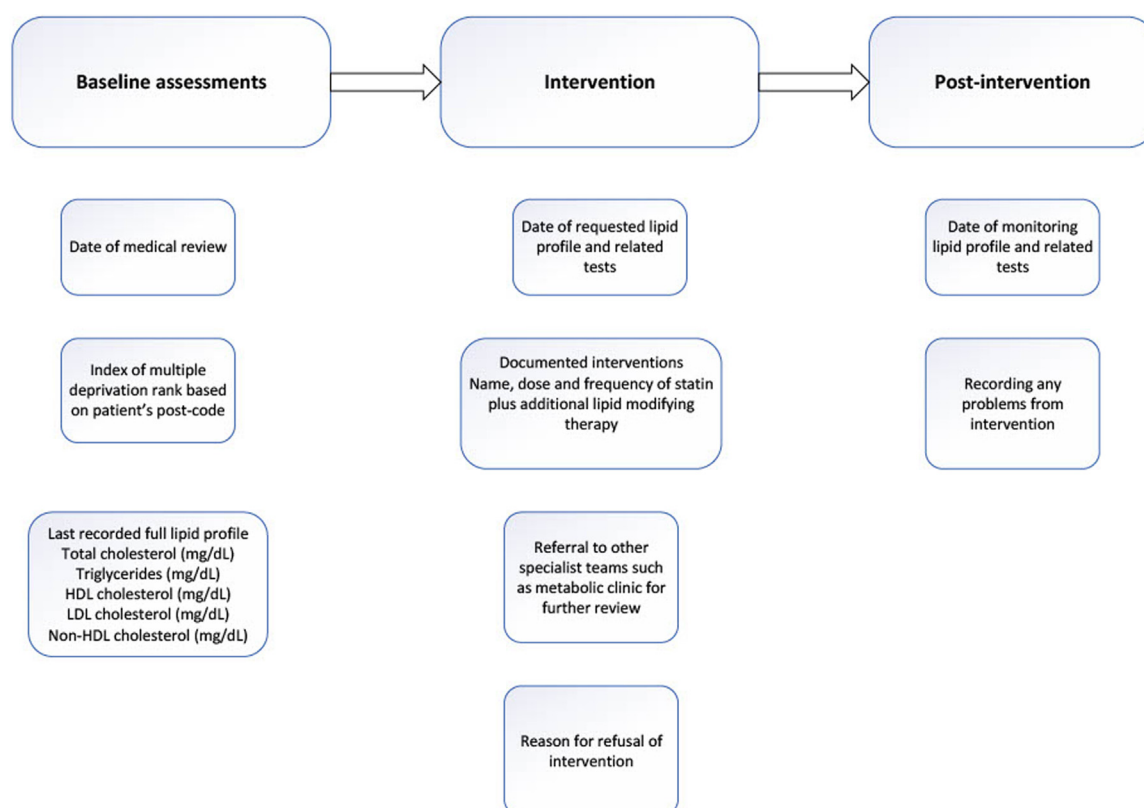 Baseline assessments
Intervention
Post-intervention
Date of medical review
Index of multiple
deprivation rank based
on patient's post-code
Last recorded full lipid profile
Total cholesterol (mg/dL)
Triglycerides (mg/dL)
HDL cholesterol (mg/dL)
LDL cholesterol (mg/dL)
Non-HDL cholesterol (mg/dL)
Date of requested lipid
profile and related
tests
Documented interventions
Name, dose and frequency of statin
plus additional lipid modifying
therapy
Referral to other
specialist teams such
as metabolic clinic for
further review
Reason for refusal of
intervention
Date of monitoring
lipid profile and related
tests
Recording any
problems from
intervention